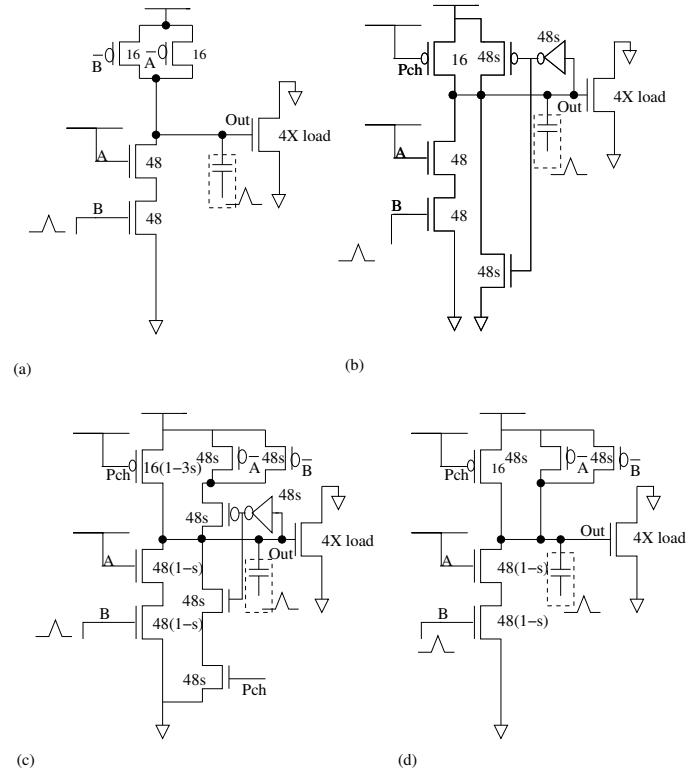 B 16 A 16
Out
4X load
A 48
B 48
(a)
Pch 16 48s 48s
Out 4X load
A 48
B 48
48s
(b)
Pch 16(1−3s) 48s A 48s B
48s 48s
Out 4X load
A 48(1−s) 48s
B 48(1−s)
48s Pch
(c)
Pch 16 48s A 48s B
Out 4X load
A 48(1−s)
B 48(1−s)
(d)